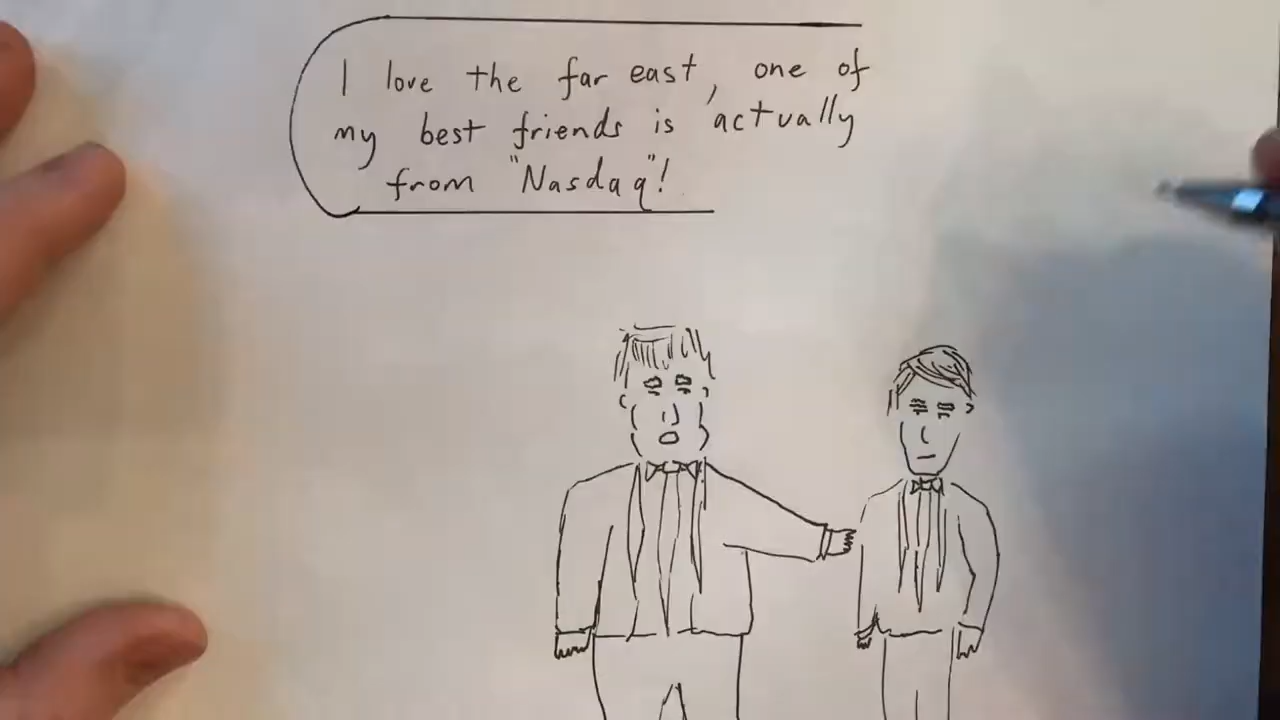 I love the far east, one of
my best friends is actually
from "Nasdaq"!